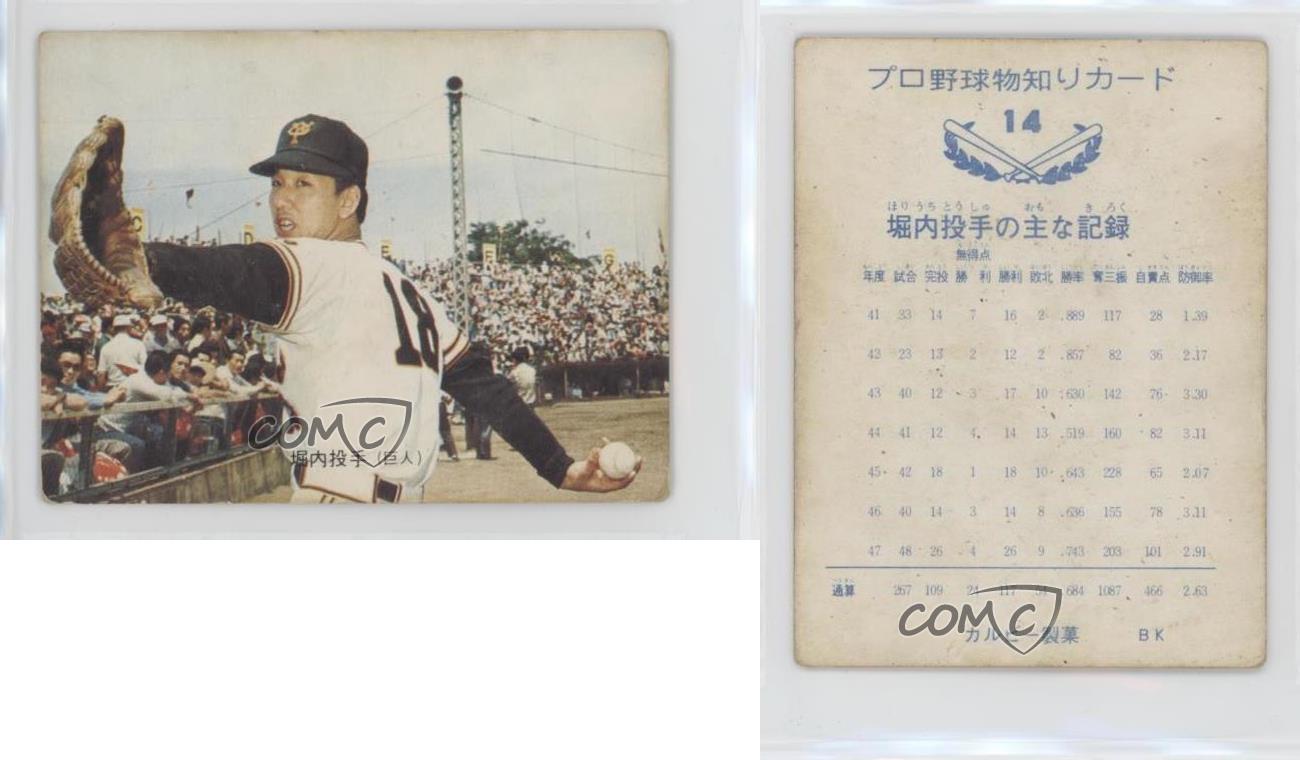 18
堀内投手(巨人)
COMC
プロ野球物知りカード
14
ほりうちとうしゅ おも きろく
堀内投手の主な記録
年度 試合 完投 無得点勝利 勝利 敗北 勝率 奪三振 自責点 防御率
41 33 14 7 16 2 .889 117 28 1.39
43 23 13 2 12 2 .857 82 36 2.17
43 40 12 3 17 10 .630 142 76 3.30
44 41 12 4 14 13 .519 160 82 3.11
45 42 18 1 18 10 .643 228 65 2.07
46 40 14 3 14 8 .636 155 78 3.11
47 48 26 4 26 9 .743 203 101 2.91
通算 267 109 24 117 54 .684 1087 466 2.63
COMC
カルビー製菓 BK